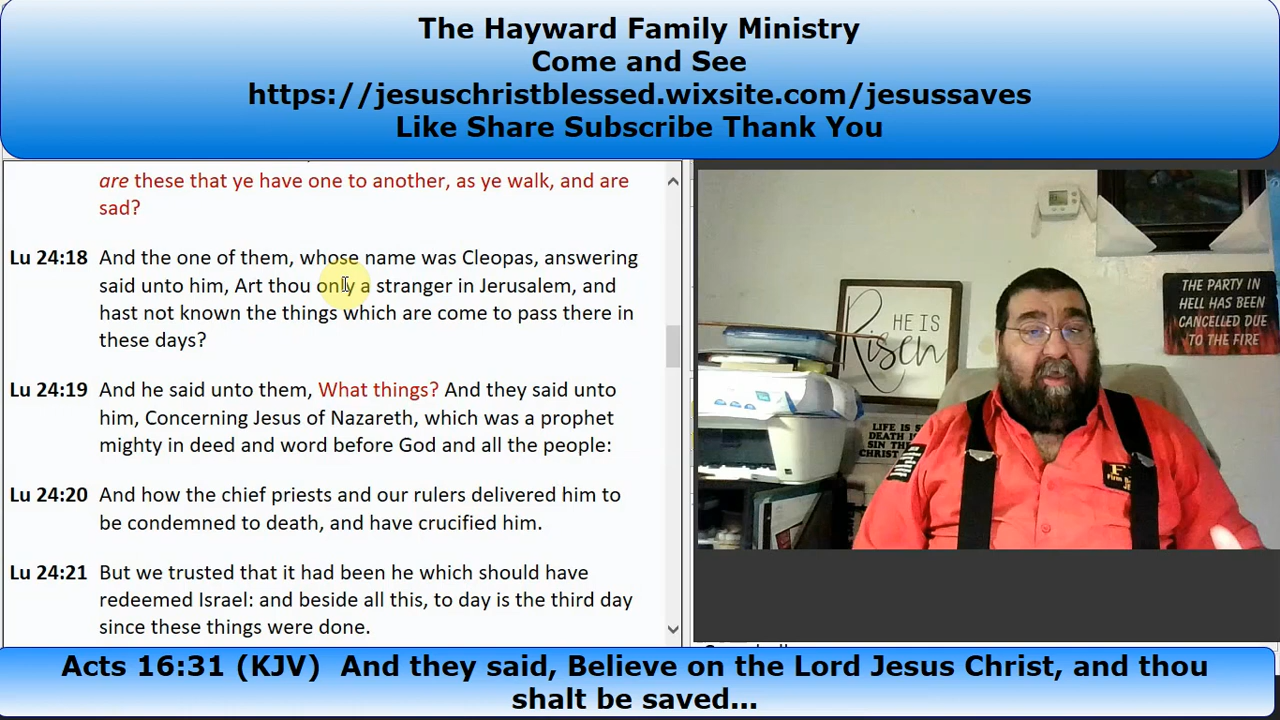 The Hayward Family Ministry
Come and See
https://jesuschristblessed.wixsite.com/jesussaves
Like Share Subscribe Thank You
are these that ye have one to another, as ye walk, and are
sad?
Lu 24:18 And the one of them, whose name was Cleopas, answering
said unto him, Art thou only a stranger in Jerusalem, and
hast not known the things which are come to pass there in
these days?
Lu 24:19 And he said unto them, What things? And they said unto
him, Concerning Jesus of Nazareth, which was a prophet
mighty in deed and word before God and all the people:
Lu 24:20 And how the chief priests and our rulers delivered him to
be condemned to death, and have crucified him.
Lu 24:21 But we trusted that it had been he which should have
redeemed Israel: and beside all this, to day is the third day
since these things were done.
HE IS
Risen
THE PARTY IN
HELL HAS BEEN
CANCELLED DUE
TO THE FIRE
LIFE IS
DEATH IS
SIN TH
CHRIST
Firm
Acts 16:31 (KJV) And they said, Believe on the Lord Jesus Christ, and thou
shalt be saved...